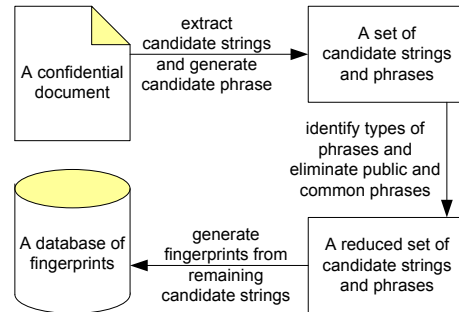 A confidential
document
extract
candidate strings
and generate
candidate phrase
A set of
candidate strings
and phrases
identify types of
phrases and
eliminate public and
common phrases
A reduced set of
candidate strings
and phrases
generate
fingerprints from
remaining
candidate strings
A database of
fingerprints